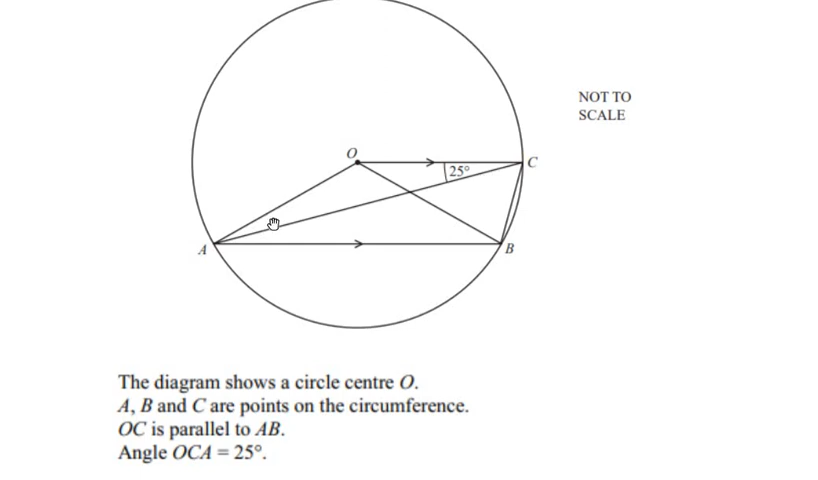 NOT TO
SCALE
O
C
25°
A
B
The diagram shows a circle centre O.
A, B and C are points on the circumference.
OC is parallel to AB.
Angle OCA = 25°.